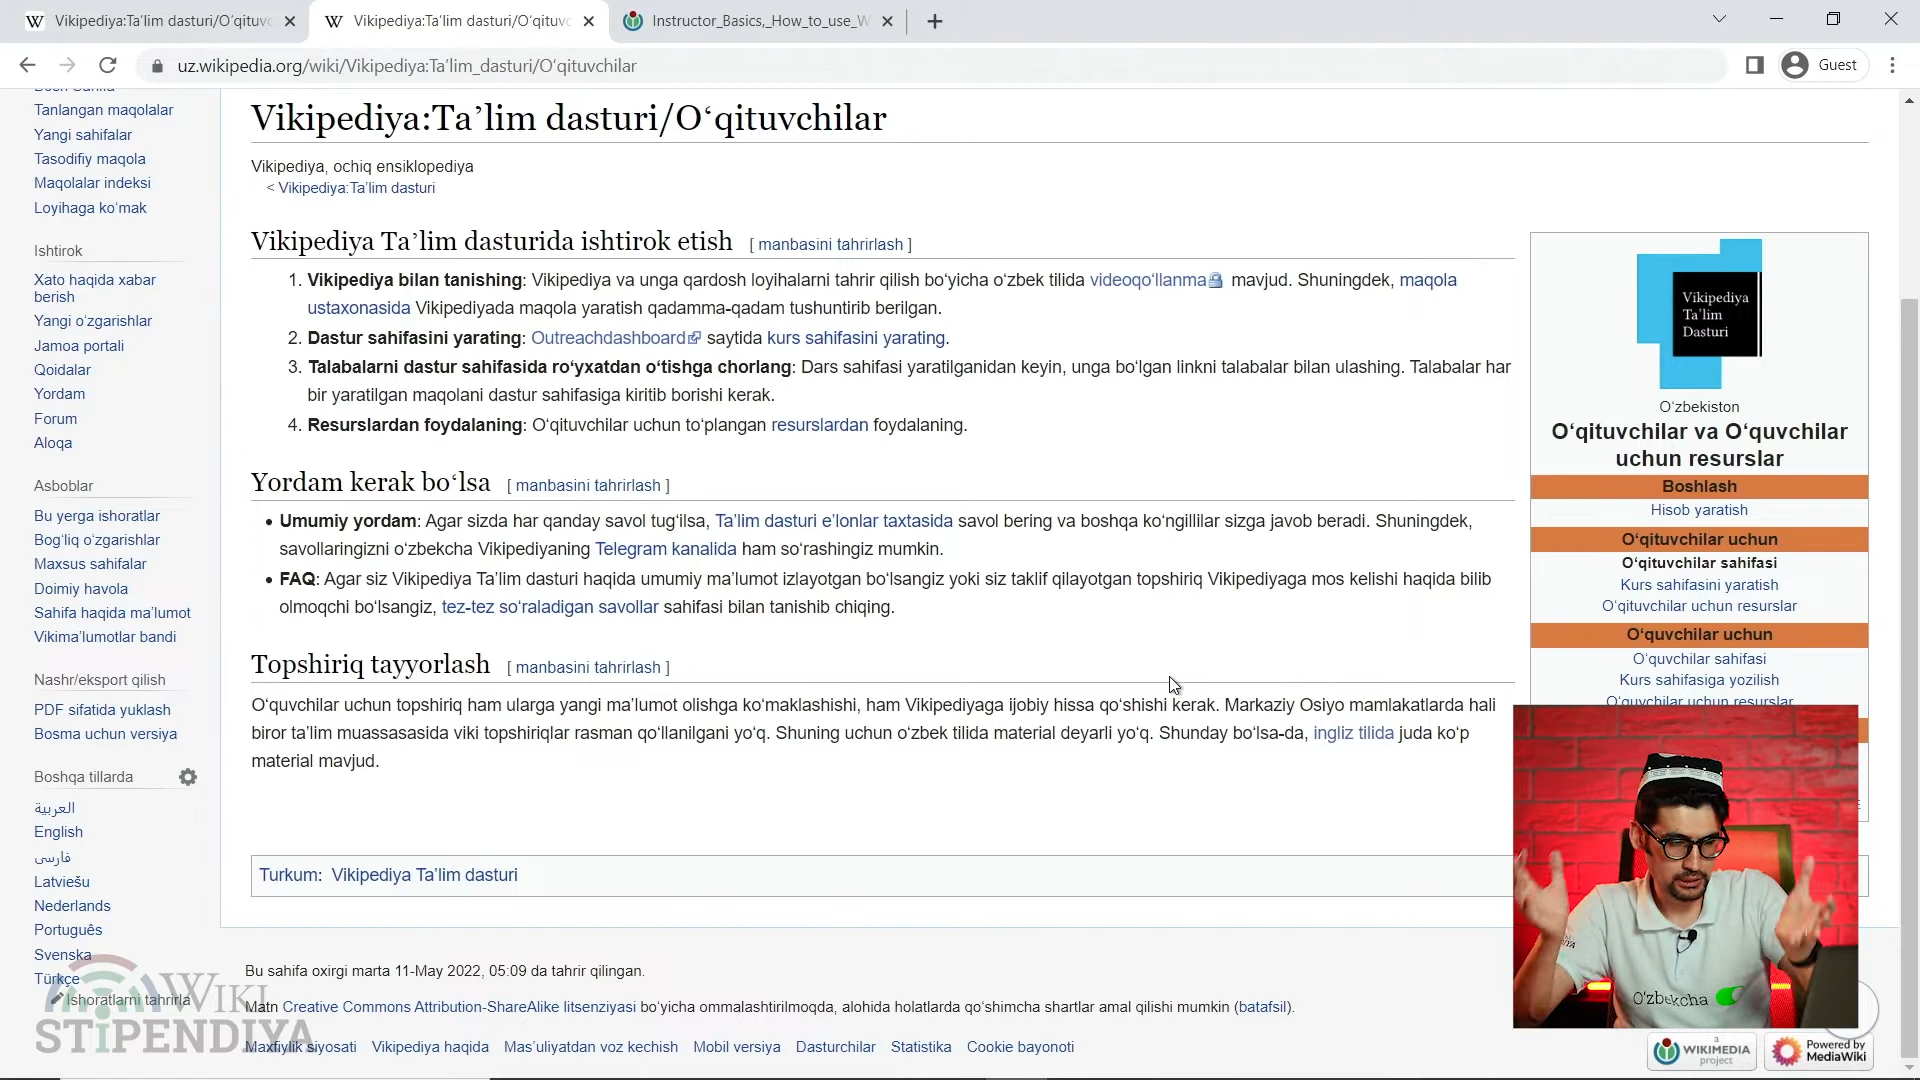 Vikipediya:Ta’lim dasturi/O‘qituvc
Vikipediya:Ta’lim dasturi/O‘qituvc
Instructor_Basics,_How_to_use_W
uz.wikipedia.org/wiki/Vikipediya:Ta’lim_dasturi/O‘qituvchilar
Guest
Tanlangan maqolalar
Yangi sahifalar
Tasodifiy maqola
Maqolalar indeksi
Loyihaga ko‘mak
Ishtirok
Xato haqida xabar
berish
Yangi o‘zgarishlar
Jamoa portali
Qoidalar
Yordam
Forum
Aloqa
Asboblar
Bu yerga ishoratlar
Bog‘liq o‘zgarishlar
Maxsus sahifalar
Doimiy havola
Sahifa haqida ma’lumot
Vikima’lumotlar bandi
Nashr/eksport qilish
PDF sifatida yuklash
Bosma uchun versiya
Boshqa tillarda
العربية
English
فارسی
Latviešu
Nederlands
Português
Svenska
Türkçe
Ishoratlarni tahrirla
Vikipediya:Ta’lim dasturi/O‘qituvchilar
Vikipediya, ochiq ensiklopediya
< Vikipediya:Ta’lim dasturi
Vikipediya Ta’lim dasturida ishtirok etish [ manbasini tahrirlash ]
1. Vikipediya bilan tanishing: Vikipediya va unga qardosh loyihalarni tahrir qilish bo‘yicha o‘zbek tilida videoqo‘llanma mavjud. Shuningdek, maqola
ustaxonasida Vikipediyada maqola yaratish qadamma-qadam tushuntirib berilgan.
2. Dastur sahifasini yarating: Outreachdashboard saytida kurs sahifasini yarating.
3. Talabalarni dastur sahifasida ro‘yxatdan o‘tishga chorlang: Dars sahifasi yaratilganidan keyin, unga bo‘lgan linkni talabalar bilan ulashing. Talabalar har
bir yaratilgan maqolani dastur sahifasiga kiritib borishi kerak.
4. Resurslardan foydalaning: O‘qituvchilar uchun to‘plangan resurslardan foydalaning.
Yordam kerak bo‘lsa [ manbasini tahrirlash ]
• Umumiy yordam: Agar sizda har qanday savol tug‘ilsa, Ta’lim dasturi e’lonlar taxtasida savol bering va boshqa ko‘ngillilar sizga javob beradi. Shuningdek,
savollaringizni o‘zbekcha Vikipediyaning Telegram kanalida ham so‘rashingiz mumkin.
• FAQ: Agar siz Vikipediya Ta’lim dasturi haqida umumiy ma’lumot izlayotgan bo‘lsangiz yoki siz taklif qilayotgan topshiriq Vikipediyaga mos kelishi haqida bilib
olmoqchi bo‘lsangiz, tez-tez so‘raladigan savollar sahifasi bilan tanishib chiqing.
Topshiriq tayyorlash [ manbasini tahrirlash ]
O‘quvchilar uchun topshiriq ham ularga yangi ma’lumot olishga ko‘maklashishi, ham Vikipediyaga ijobiy hissa qo‘shishi kerak. Markaziy Osiyo mamlakatlarda hali
biror ta’lim muassasasida viki topshiriqlar rasman qo‘llanilgani yo‘q. Shuning uchun o‘zbek tilida material deyarli yo‘q. Shunday bo‘lsa-da, ingliz tilida juda ko‘p
material mavjud.
Turkum: Vikipediya Ta’lim dasturi
Vikipediya
Ta’lim
Dasturi
O‘zbekiston
O‘qituvchilar va O‘quvchilar
uchun resurslar
Boshlash
Hisob yaratish
O‘qituvchilar uchun
O‘qituvchilar sahifasi
Kurs sahifasini yaratish
O‘qituvchilar uchun resurslar
O‘quvchilar uchun
O‘quvchilar sahifasi
Kurs sahifasiga yozilish
O‘quvchilar uchun resurslar
O‘zbekcha
Bu sahifa oxirgi marta 11-May 2022, 05:09 da tahrir qilingan.
Matn Creative Commons Attribution-ShareAlike litsenziyasi bo‘yicha ommalashtirilmoqda, alohida holatlarda qo‘shimcha shartlar amal qilishi mumkin (batafsil).
Maxfiylik siyosati Vikipediya haqida Mas’uliyatdan voz kechish Mobil versiya Dasturchilar Statistika Cookie bayonoti
WIKI
STIPENDIYA
a
WIKIMEDIA
project
Powered by
MediaWiki